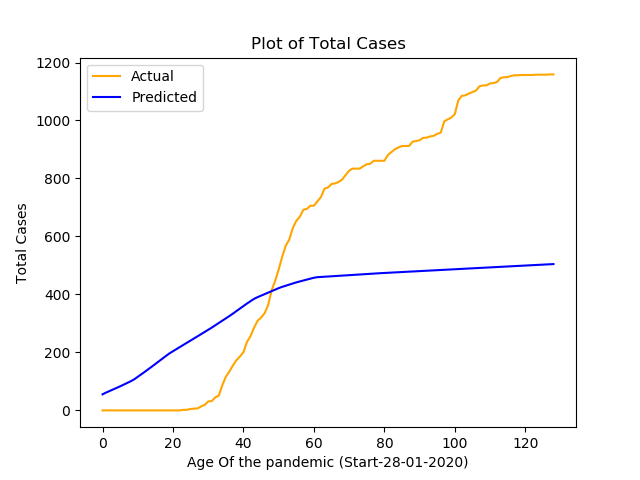 Plot of Total Cases
Actual
Predicted
Total Cases
1200
1000
800
600
400
200
0
0 20 40 60 80 100 120
Age Of the pandemic (Start-28-01-2020)